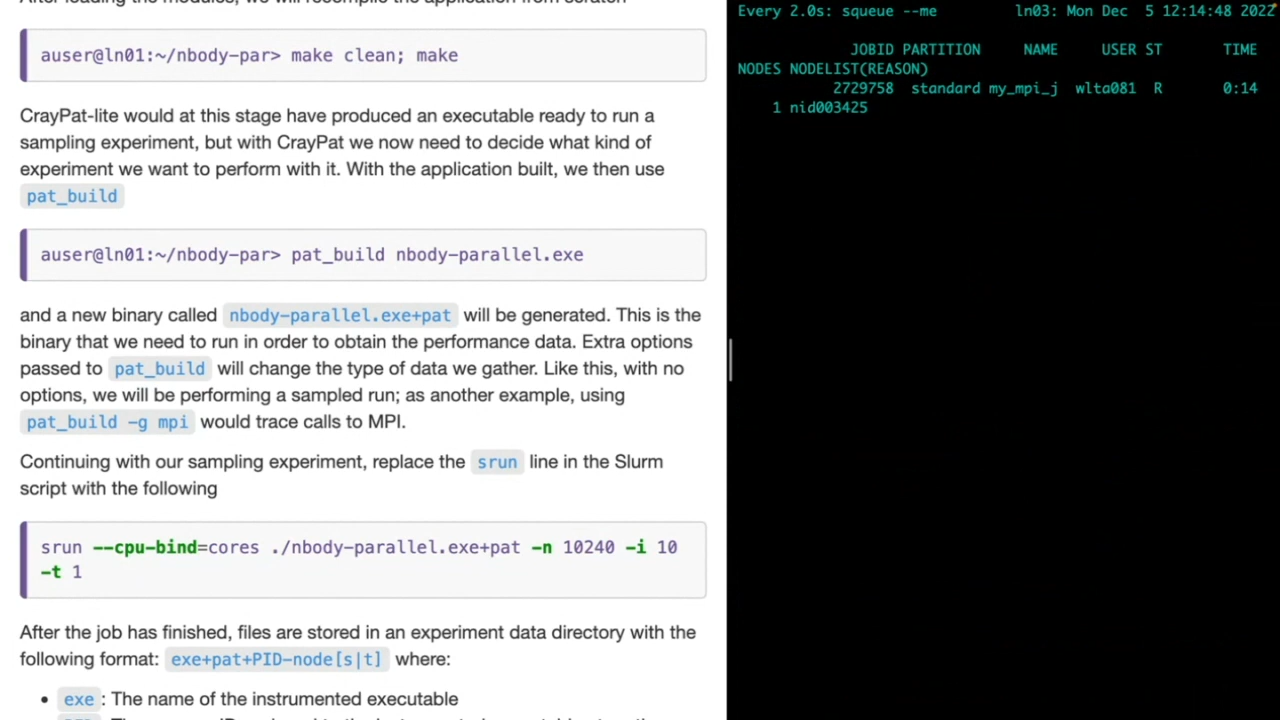 After loading the modules, we will recompile the application from scratch
auser@ln01:~/nbody-par> make clean; make
CrayPat-lite would at this stage have produced an executable ready to run a
sampling experiment, but with CrayPat we now need to decide what kind of
experiment we want to perform with it. With the application built, we then use
pat_build
auser@ln01:~/nbody-par> pat_build nbody-parallel.exe
and a new binary called nbody-parallel.exe+pat will be generated. This is the
binary that we need to run in order to obtain the performance data. Extra options
passed to pat_build will change the type of data we gather. Like this, with no
options, we will be performing a sampled run; as another example, using
pat_build -g mpi would trace calls to MPI.
Continuing with our sampling experiment, replace the srun line in the Slurm
script with the following
srun --cpu-bind=cores ./nbody-parallel.exe+pat -n 10240 -i 10
-t 1
After the job has finished, files are stored in an experiment data directory with the
following format: exe+pat+PID-node[s|t] where:
• exe : The name of the instrumented executable
Every 2.0s: squeue --me ln03: Mon Dec 5 12:14:48 2022
JOBID PARTITION NAME USER ST TIME
NODES NODELIST(REASON)
2729758 standard my_mpi_j wlta081 R 0:14
1 nid003425